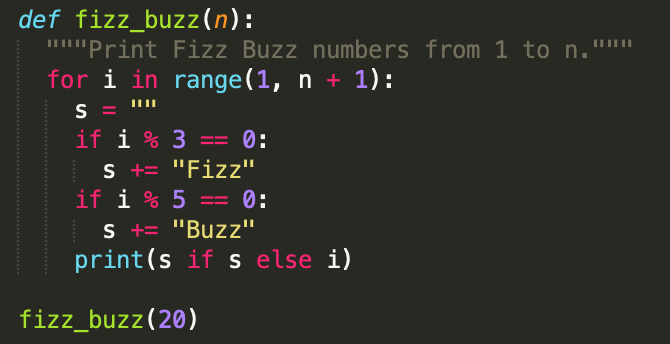 def fizz_buzz(n):
  """Print Fizz Buzz numbers from 1 to n."""
  for i in range(1, n + 1):
    s = ""
    if i % 3 == 0:
      s += "Fizz"
    if i % 5 == 0:
      s += "Buzz"
    print(s if s else i)

fizz_buzz(20)